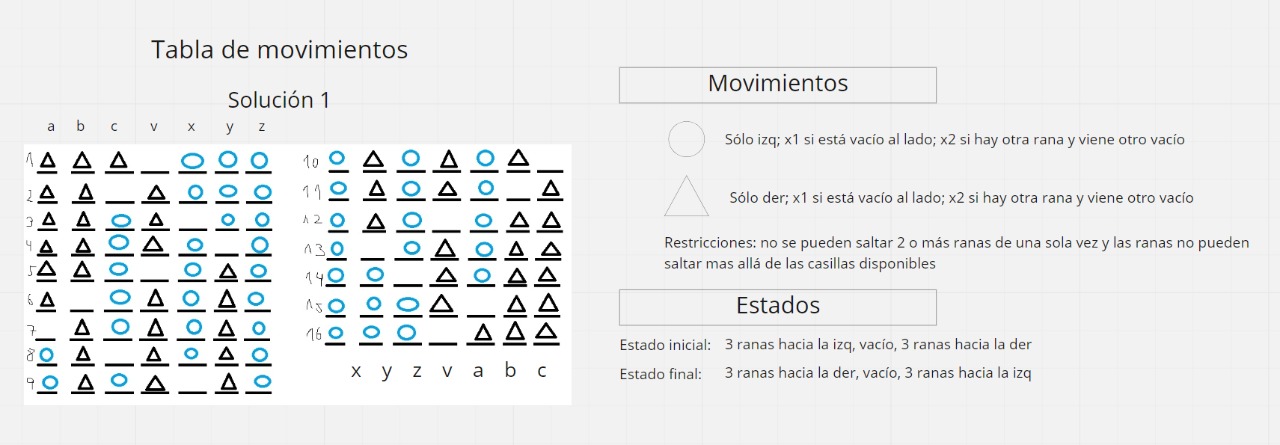 Tabla de movimientos
Solución 1
a b c v x y z
1
2
3
4
5
6
7
8
9
10
11
12
13
14
15
16
x y z v a b c
Movimientos
Sólo izq; x1 si está vacío al lado; x2 si hay otra rana y viene otro vacío
Sólo der; x1 si está vacío al lado; x2 si hay otra rana y viene otro vacío
Restricciones: no se pueden saltar 2 o más ranas de una sola vez y las ranas no pueden
saltar mas allá de las casillas disponibles
Estados
Estado inicial: 3 ranas hacia la izq, vacío, 3 ranas hacia la der
Estado final: 3 ranas hacia la der, vacío, 3 ranas hacia la izq